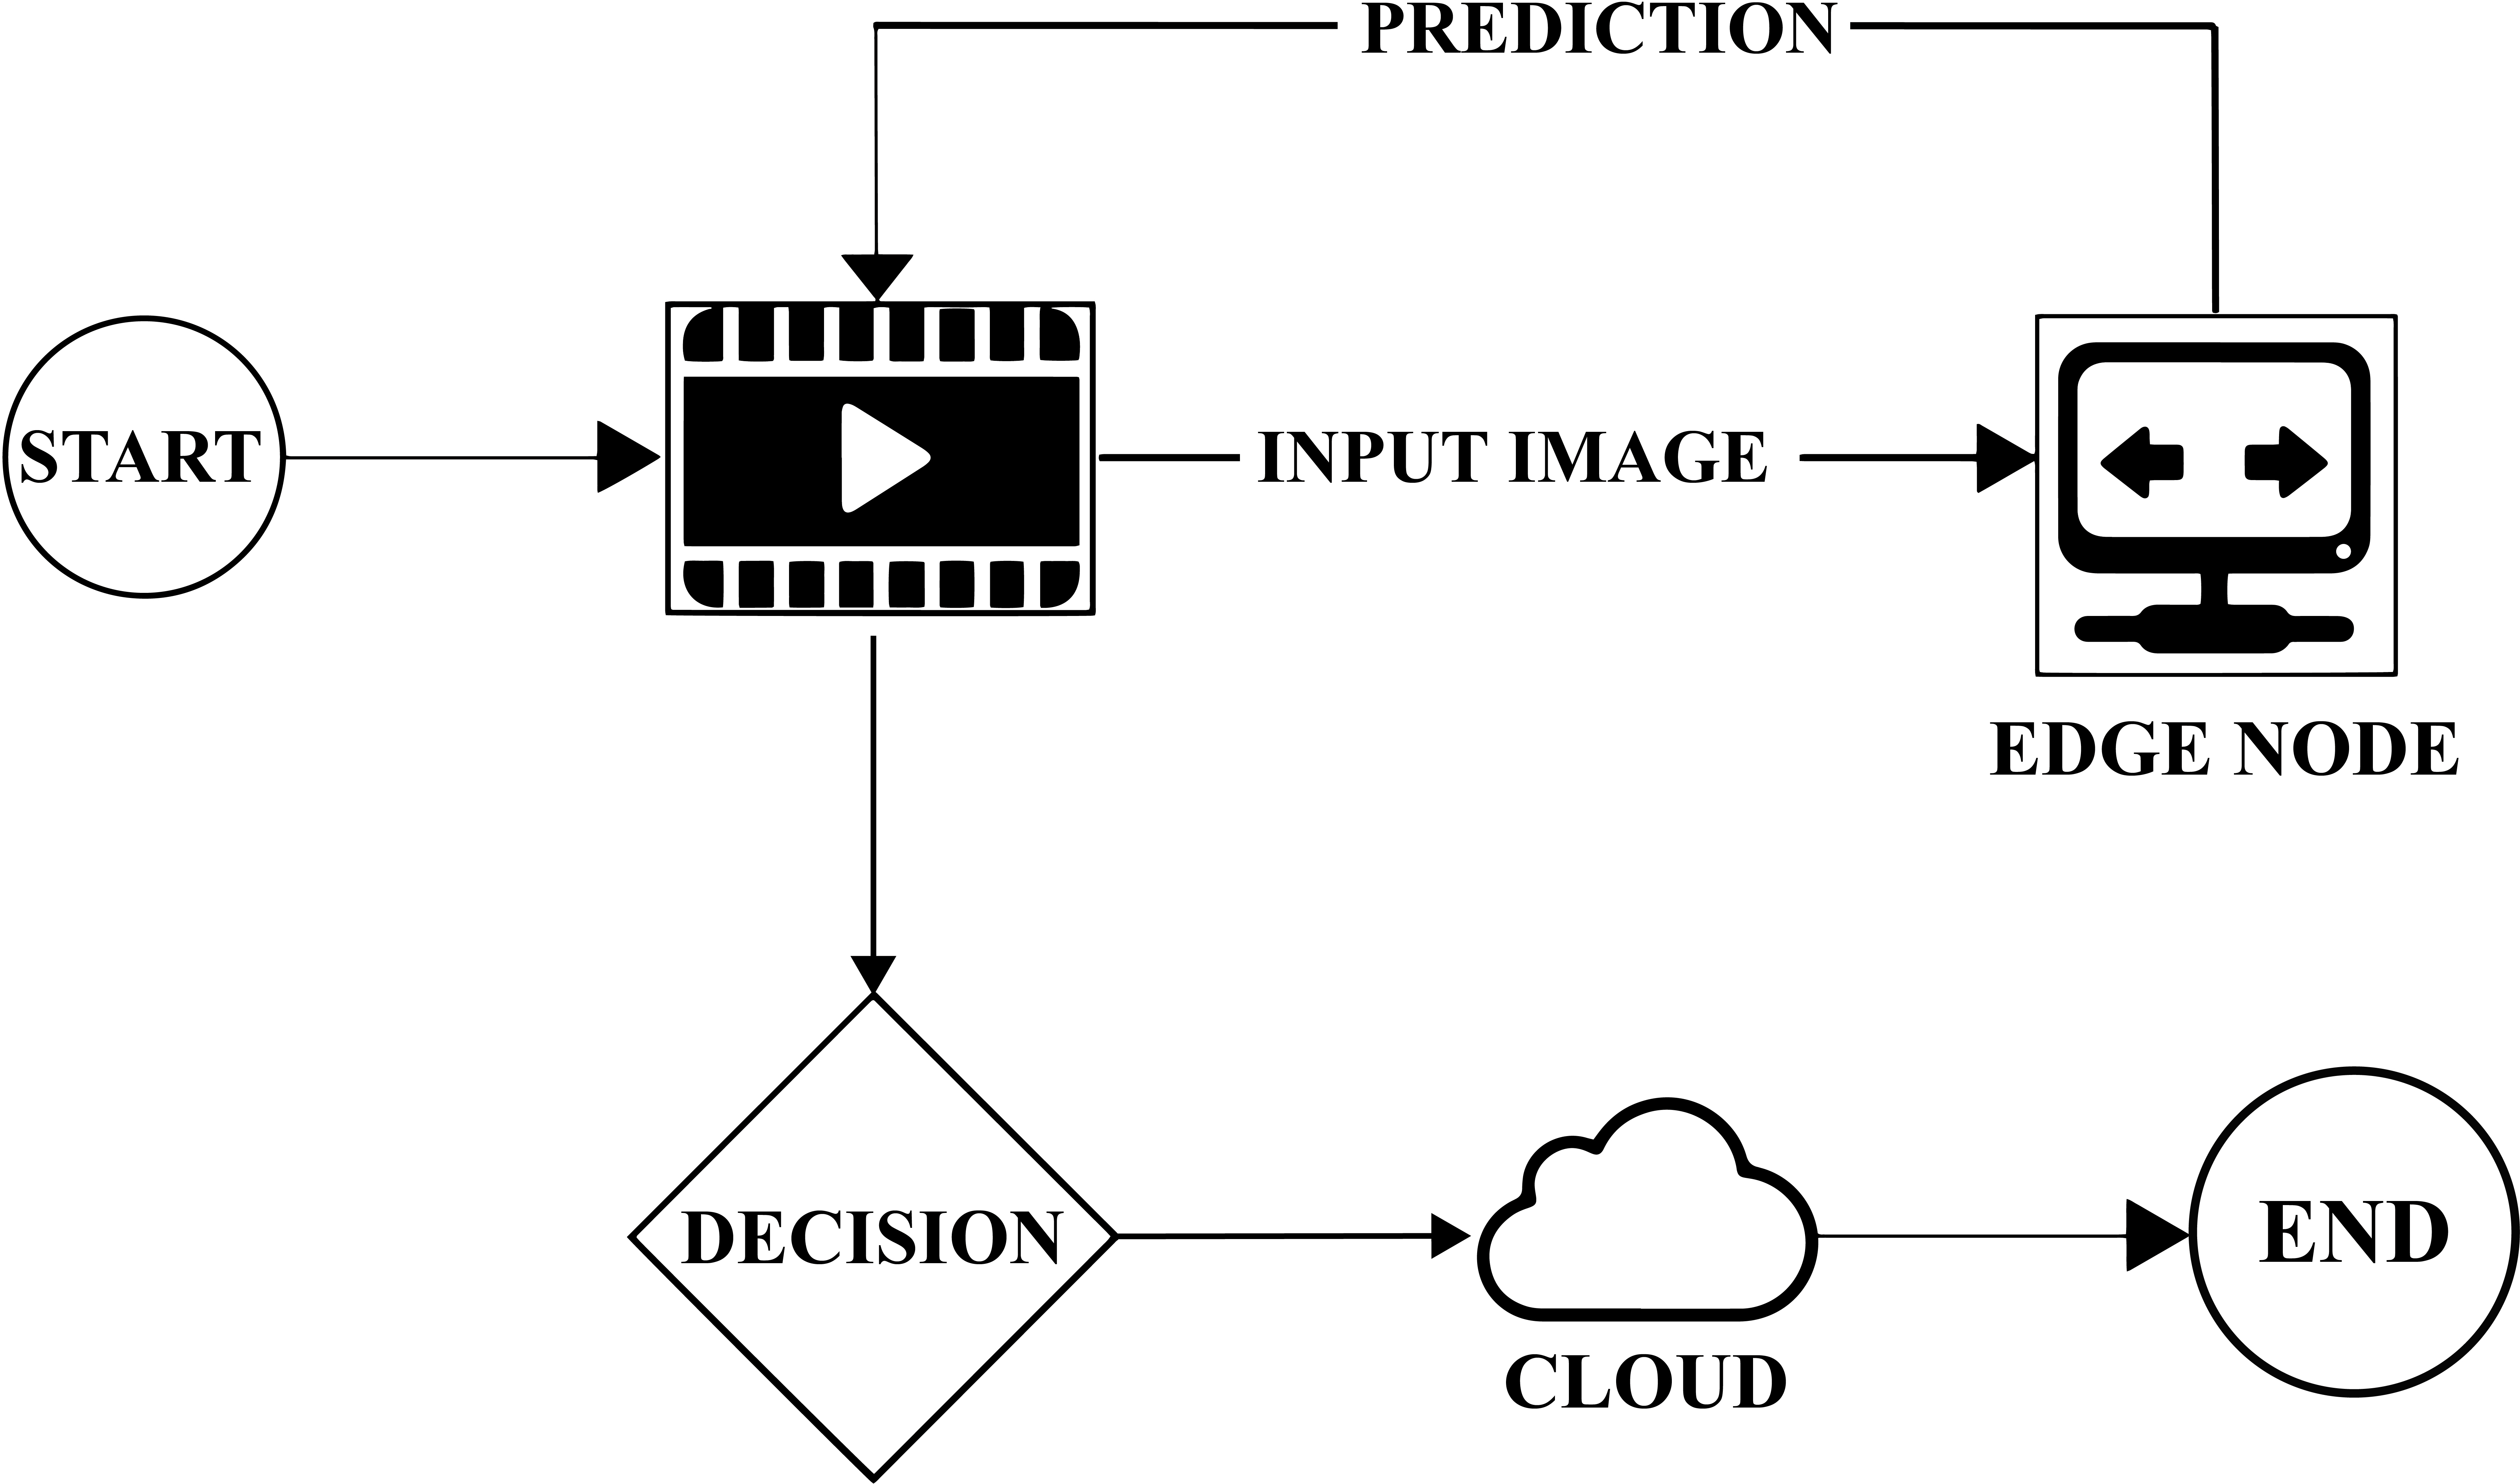 PREDICTION
START
INPUT IMAGE
EDGE NODE
DECISION
END
CLOUD